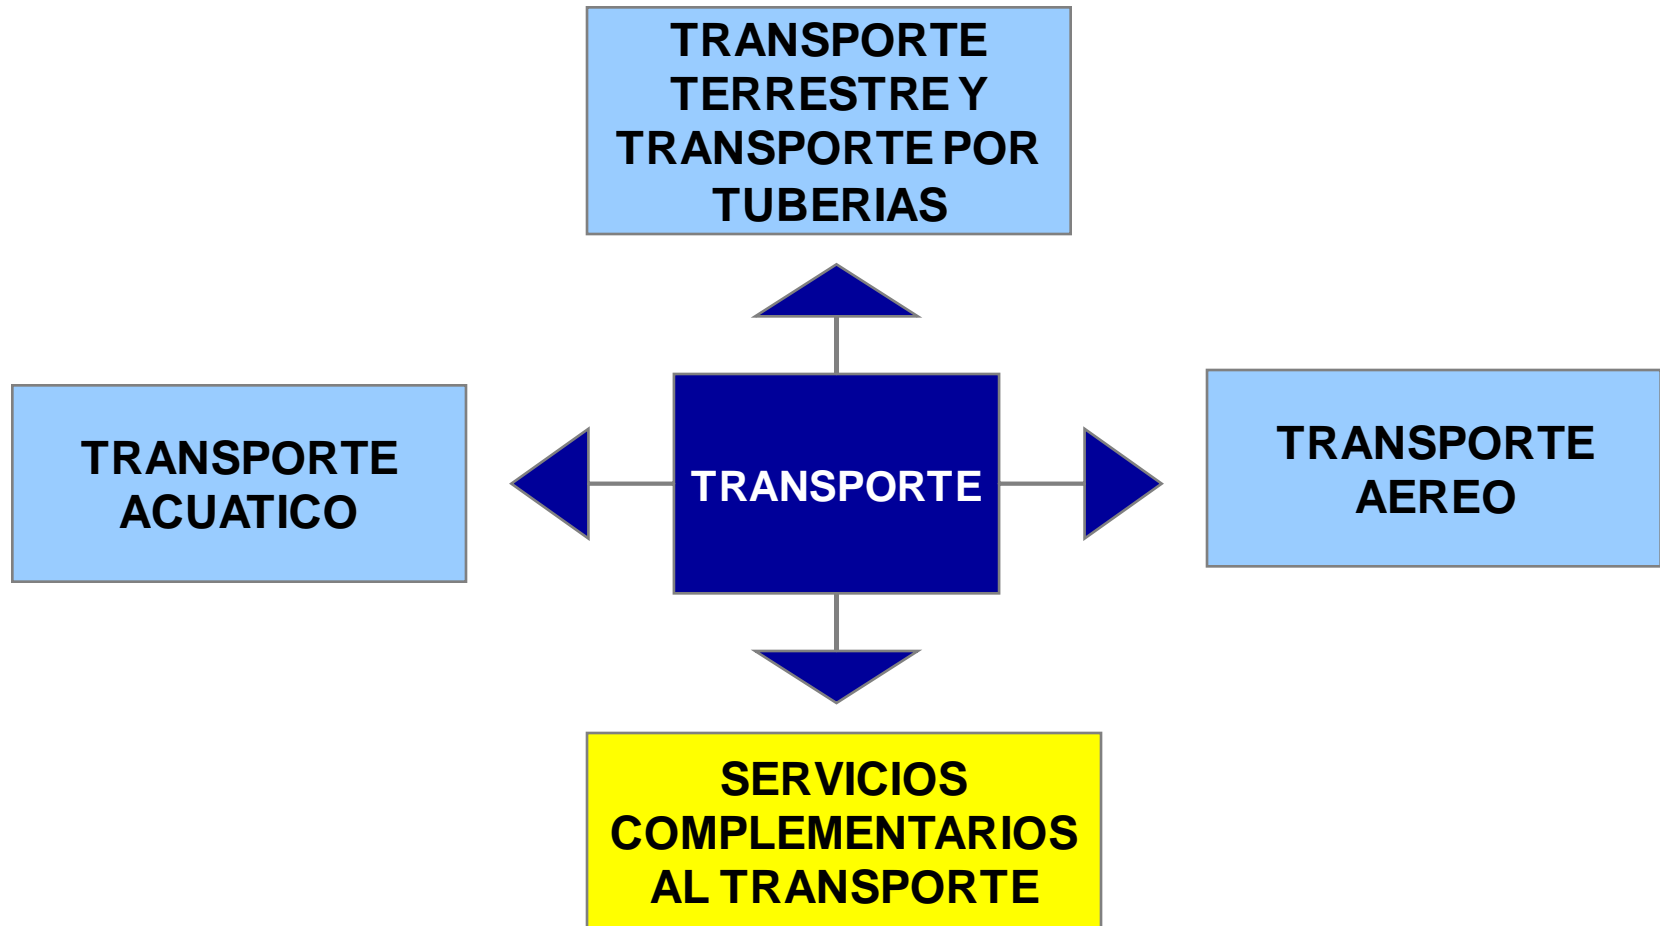 TRANSPORTE
TERRESTRE Y
TRANSPORTE POR
TUBERIAS
TRANSPORTE
ACUATICO
TRANSPORTE
TRANSPORTE
AEREO
SERVICIOS
COMPLEMENTARIOS
AL TRANSPORTE